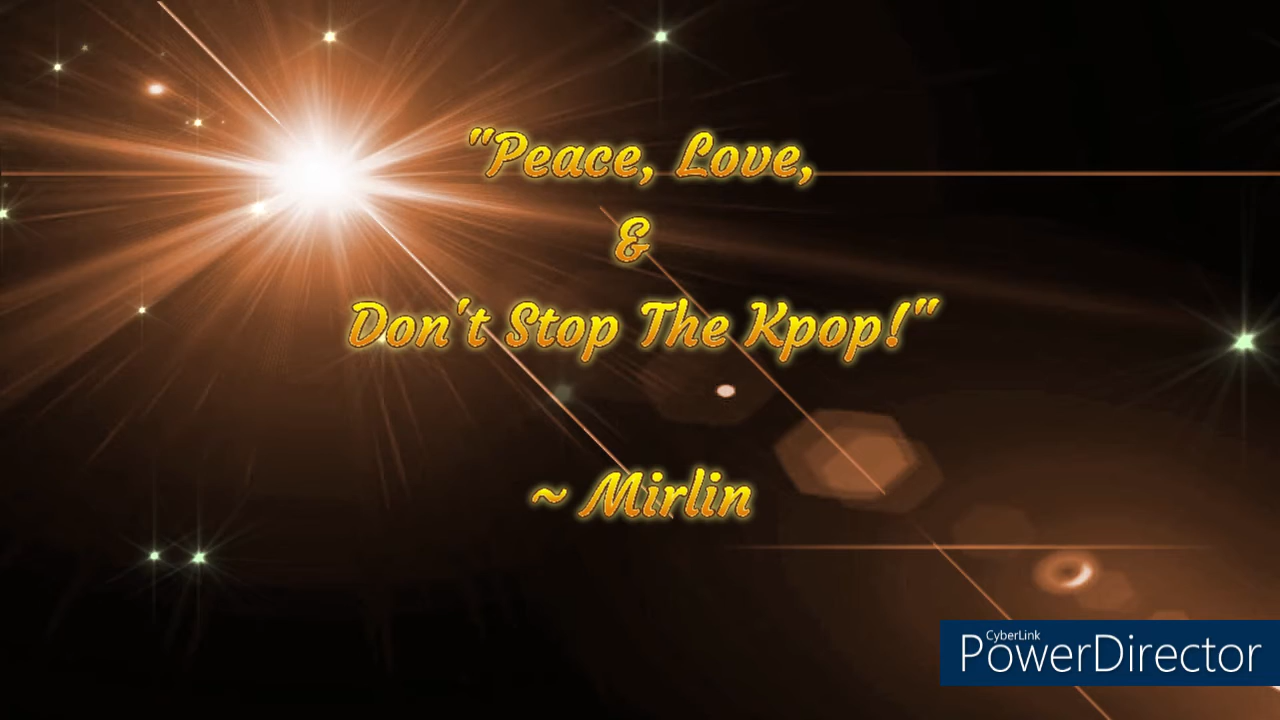 "Peace, Love,
&
Don't Stop The Kpop!"
~ Mirlin
CyberLink
PowerDirector